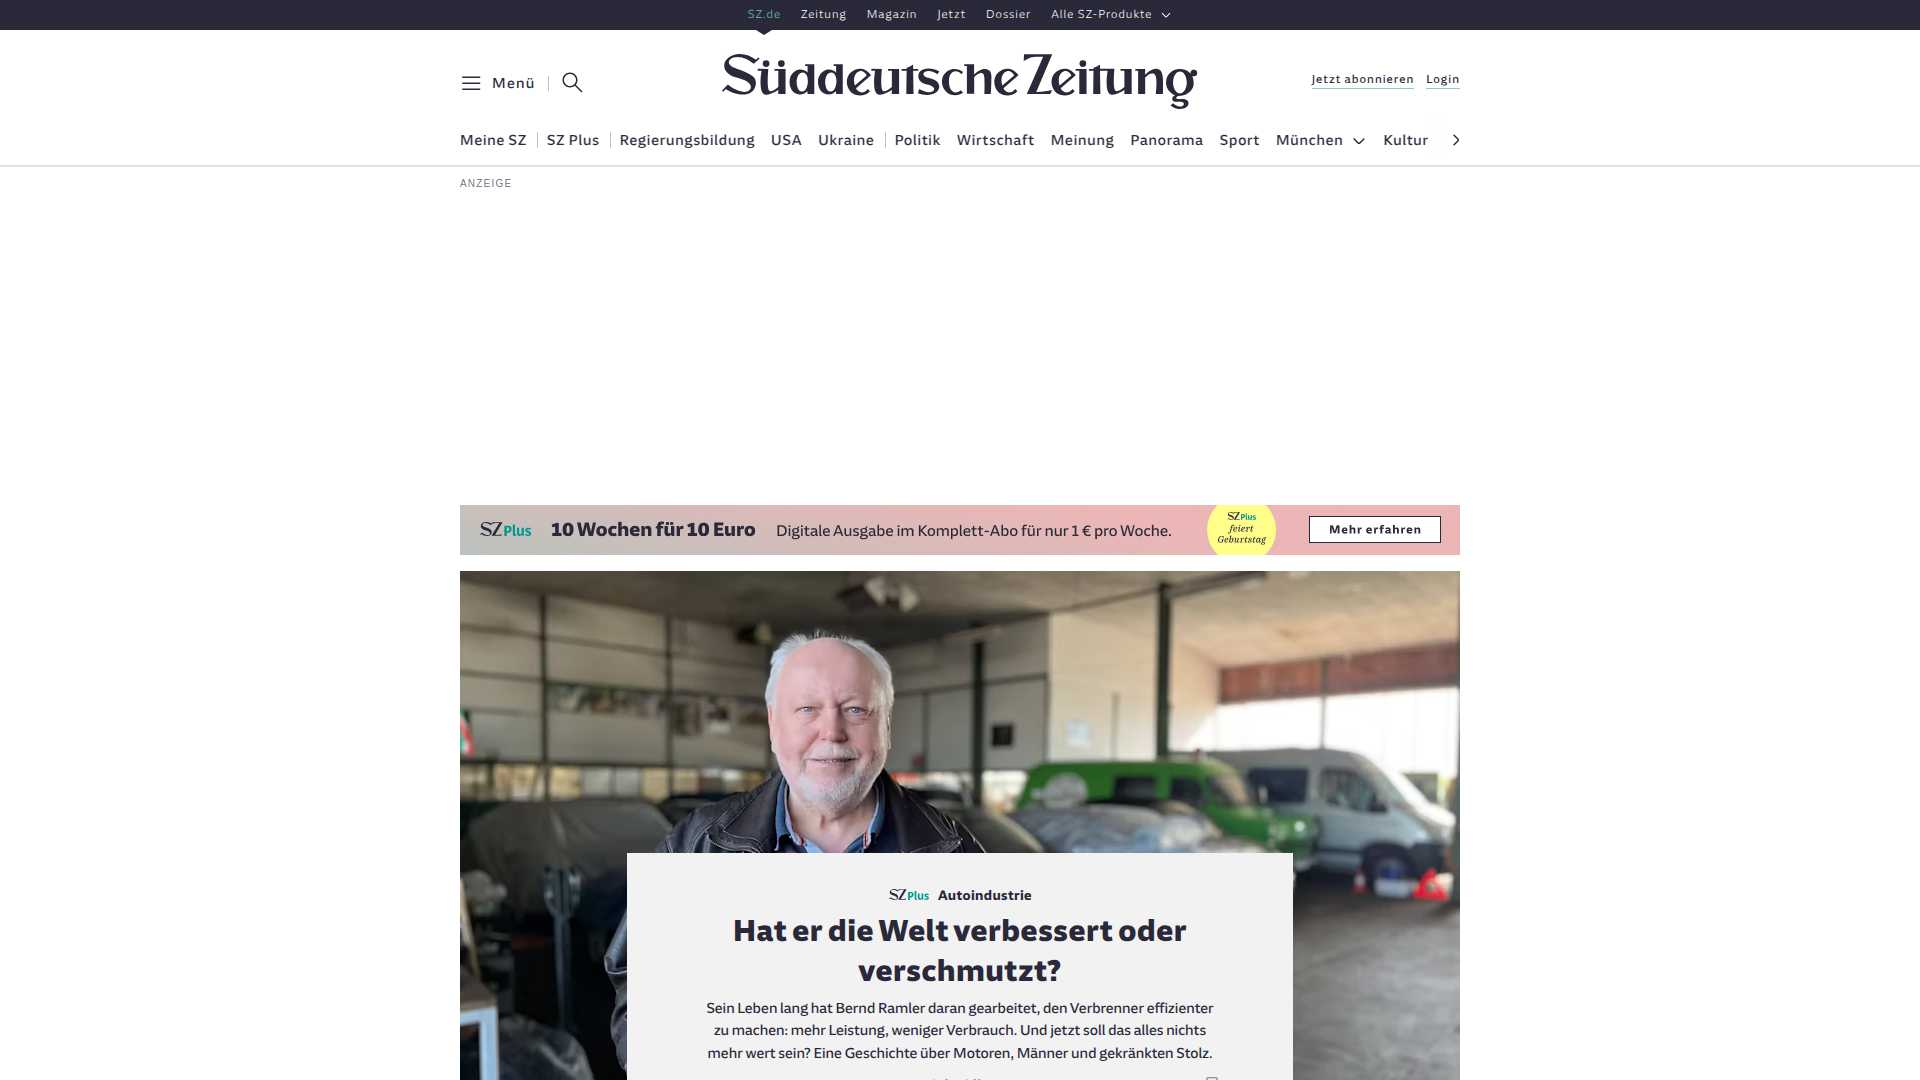 SZ.de Zeitung Magazin Jetzt Dossier Alle SZ-Produkte
Menü
Süddeutsche Zeitung
Jetzt abonnieren Login
Meine SZ SZ Plus Regierungsbildung USA Ukraine Politik Wirtschaft Meinung Panorama Sport München Kultur
ANZEIGE
SZ Plus 10 Wochen für 10 Euro Digitale Ausgabe im Komplett-Abo für nur 1 € pro Woche.
SZ Plus
feiert
Geburtstag
Mehr erfahren
SZ Plus Autoindustrie
Hat er die Welt verbessert oder
verschmutzt?
Sein Leben lang hat Bernd Ramler daran gearbeitet, den Verbrenner effizienter
zu machen: mehr Leistung, weniger Verbrauch. Und jetzt soll das alles nichts
mehr wert sein? Eine Geschichte über Motoren, Männer und gekränkten Stolz.